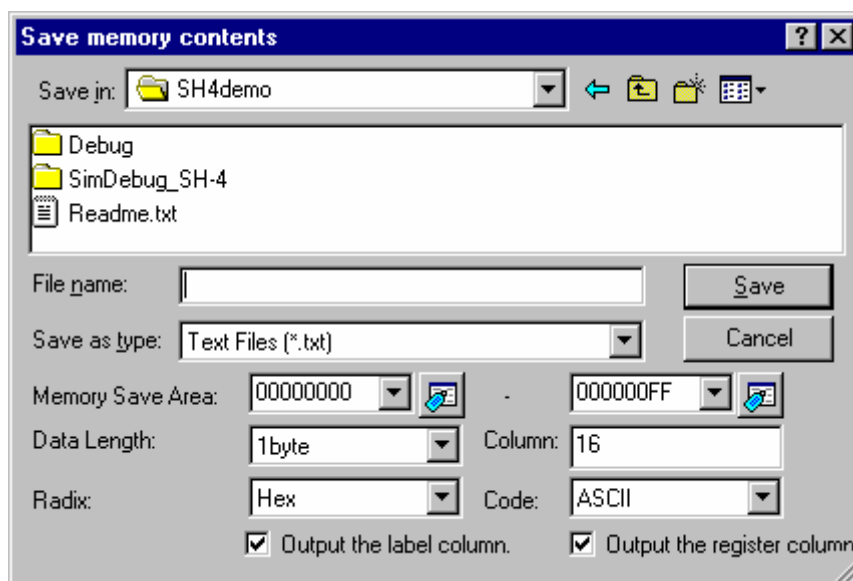 Save memory contents
Save in: SH4demo
Debug
SimDebug_SH-4
Readme.txt
File name: Save
Save as type: Text Files (*.txt) Cancel
Memory Save Area: 00000000 - 000000FF
Data Length: 1byte Column: 16
Radix: Hex Code: ASCII
Output the label column. Output the register column